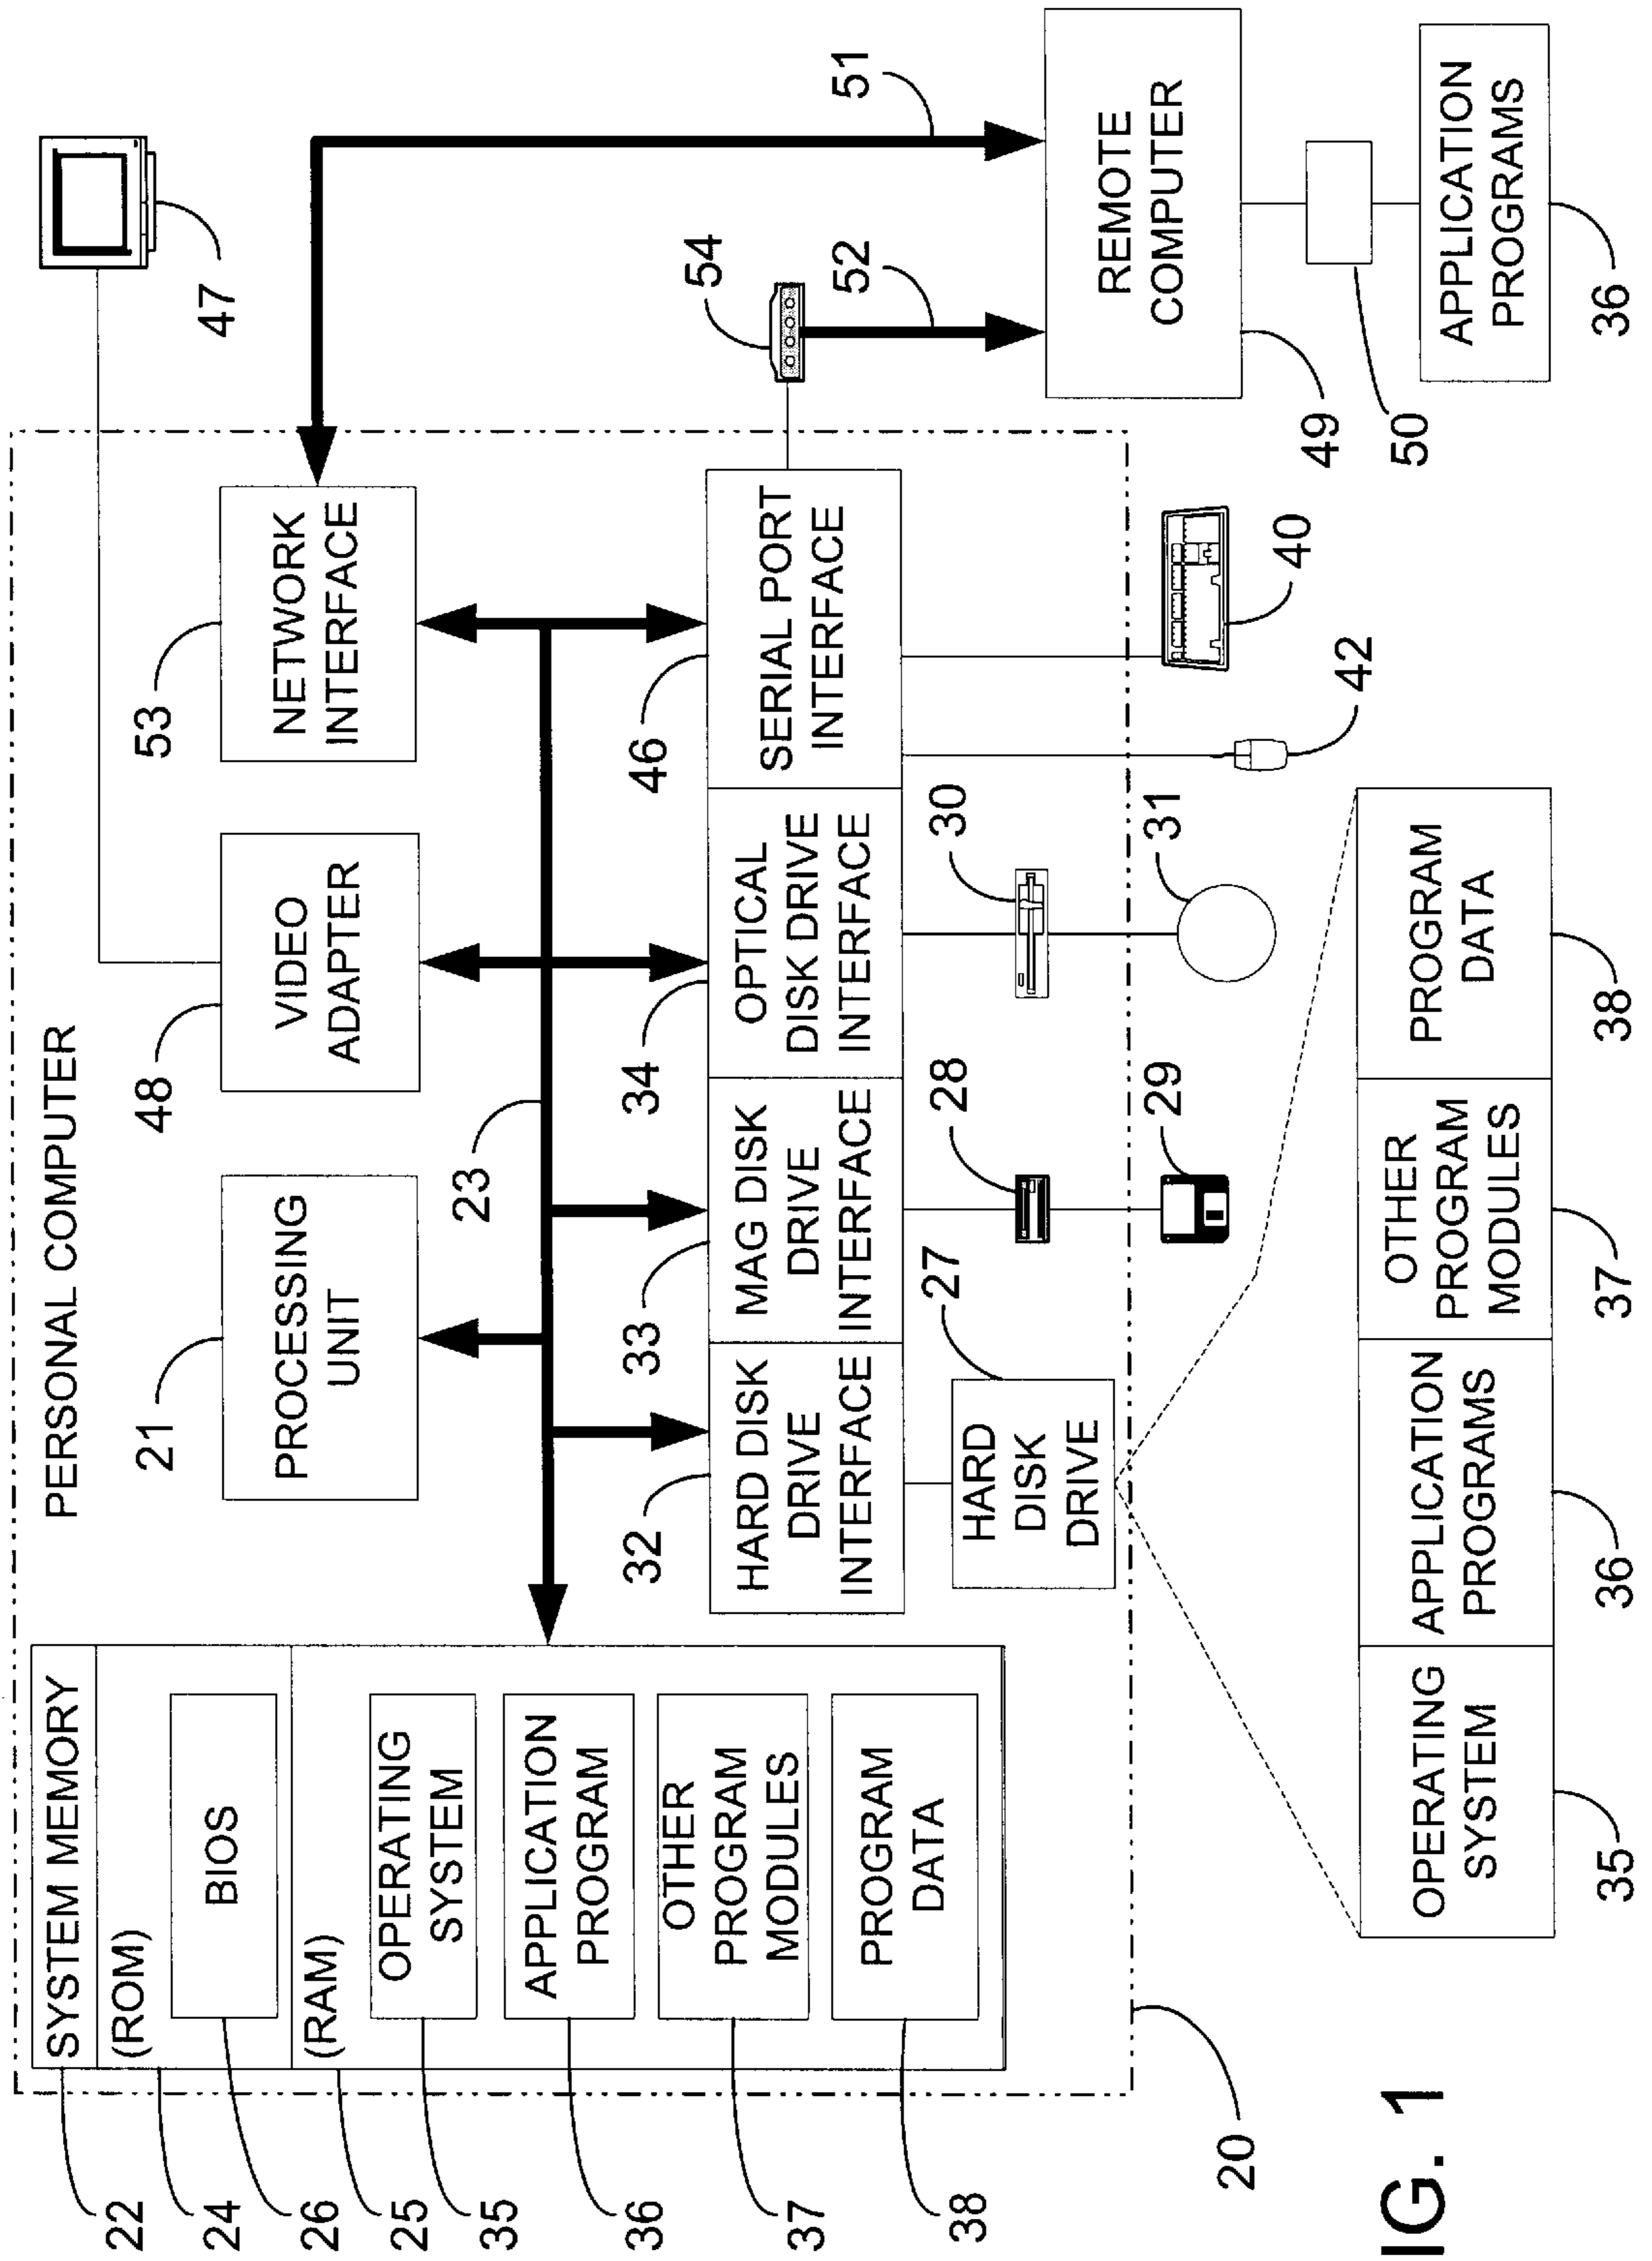 PERSONAL COMPUTER
SYSTEM MEMORY
(ROM)
BIOS
(RAM)
OPERATING
SYSTEM
APPLICATION
PROGRAM
OTHER
PROGRAM
MODULES
PROGRAM
DATA
22
24
26
25
35
36
37
38
20
21
PROCESSING
UNIT
48
VIDEO
ADAPTER
53
NETWORK
INTERFACE
47
23
32
33
34
46
HARD DISK
DRIVE
INTERFACE
MAG DISK
DRIVE
INTERFACE
OPTICAL
DISK DRIVE
INTERFACE
SERIAL PORT
INTERFACE
54
52
51
HARD
DISK
DRIVE
27
28
29
30
31
42
40
REMOTE
COMPUTER
49
50
APPLICATION
PROGRAMS
36
OPERATING
SYSTEM
APPLICATION
PROGRAMS
OTHER
PROGRAM
MODULES
PROGRAM
DATA
35
36
37
38
IG. 1